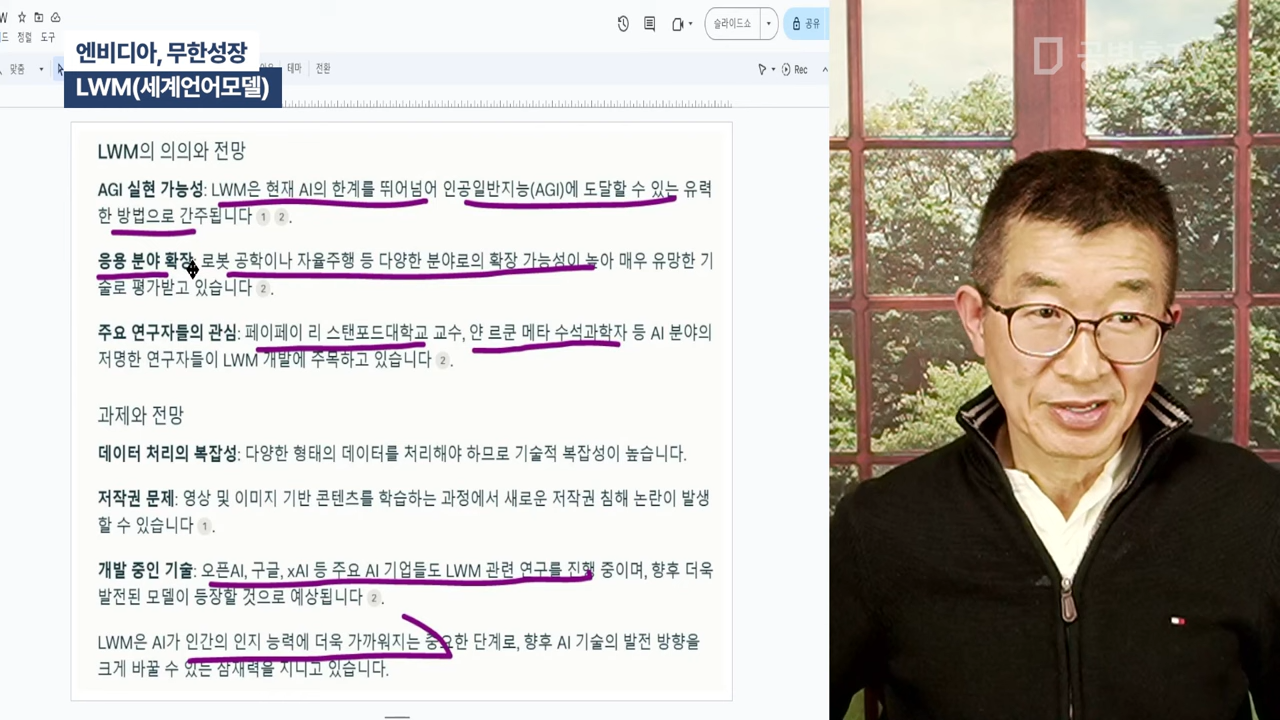 W
슬라이드쇼
공유
드 정렬 도구
엔비디아, 무한성장
맞춤
테마 전환
Rec
LWM(세계언어모델)
공병호TV
LWM의 의의와 전망
AGI 실현 가능성: LWM은 현재 AI의 한계를 뛰어넘어 인공일반지능(AGI)에 도달할 수 있는 유력
한 방법으로 간주됩니다 1 2.
응용 분야 확장: 로봇 공학이나 자율주행 등 다양한 분야로의 확장 가능성이 높아 매우 유망한 기
술로 평가받고 있습니다 2.
주요 연구자들의 관심: 페이페이 리 스탠포드대학교 교수, 얀 르쿤 메타 수석과학자 등 AI 분야의
저명한 연구자들이 LWM 개발에 주목하고 있습니다 2.
과제와 전망
데이터 처리의 복잡성: 다양한 형태의 데이터를 처리해야 하므로 기술적 복잡성이 높습니다.
저작권 문제: 영상 및 이미지 기반 콘텐츠를 학습하는 과정에서 새로운 저작권 침해 논란이 발생
할 수 있습니다 1.
개발 중인 기술: 오픈AI, 구글, xAI 등 주요 AI 기업들도 LWM 관련 연구를 진행 중이며, 향후 더욱
발전된 모델이 등장할 것으로 예상됩니다 2.
LWM은 AI가 인간의 인지 능력에 더욱 가까워지는 중요한 단계로, 향후 AI 기술의 발전 방향을
크게 바꿀 수 있는 잠재력을 지니고 있습니다.